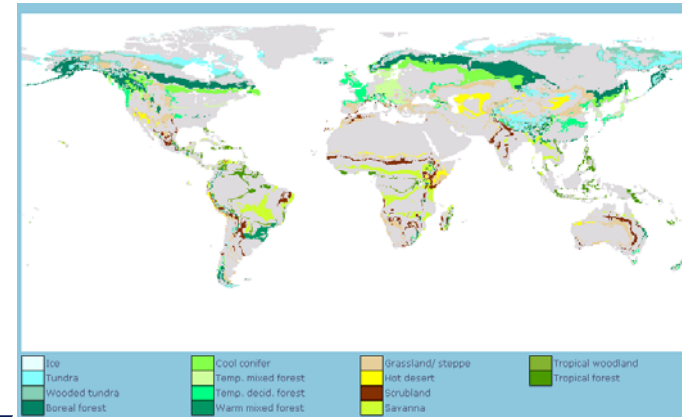 Ice
Tundra
Wooded tundra
Boreal forest
Cool conifer
Temp. mixed forest
Temp. decid. forest
Warm mixed forest
Grassland/ steppe
Hot desert
Scrubland
Savanna
Tropical woodland
Tropical forest